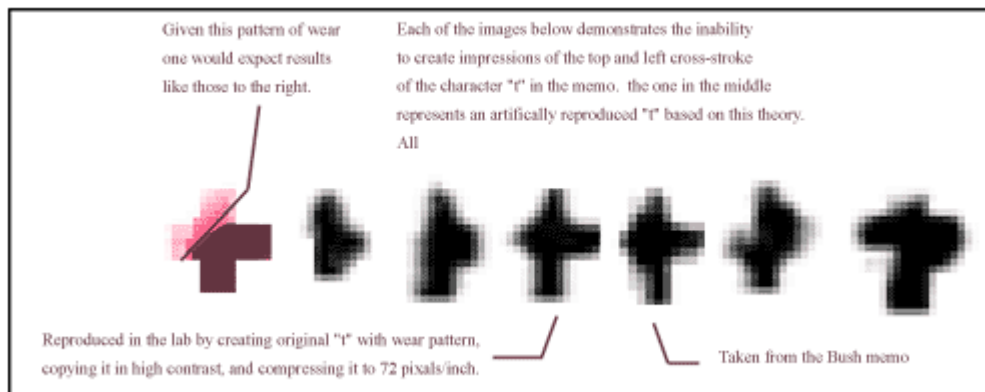 Given this pattern of wear
one would expect results
like those to the right.
Each of the images below demonstrates the inability
to create impressions of the top and left cross-stroke
of the character "t" in the memo. the one in the middle
represents an artifically reproduced "t" based on this theory.
All
Reproduced in the lab by creating original "t" with wear pattern,
copying it in high contrast, and compressing it to 72 pixals/inch.
Taken from the Bush memo